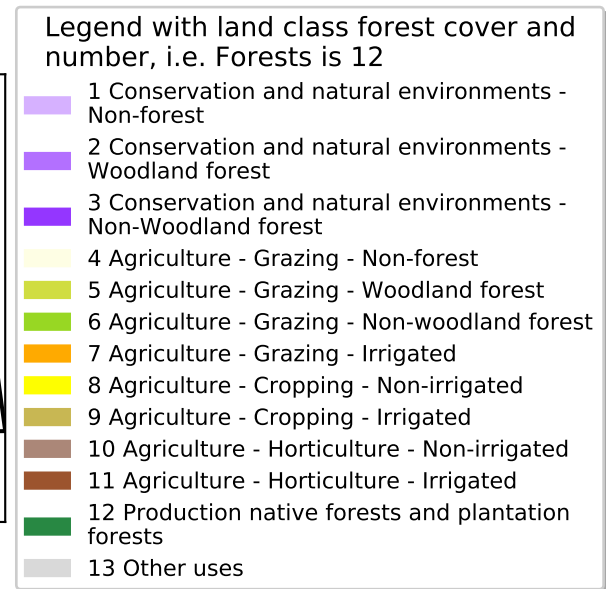 Legend with land class forest cover and
number, i.e. Forests is 12
1 Conservation and natural environments -
Non-forest
2 Conservation and natural environments -
Woodland forest
3 Conservation and natural environments -
Non-Woodland forest
4 Agriculture - Grazing - Non-forest
5 Agriculture - Grazing - Woodland forest
6 Agriculture - Grazing - Non-woodland forest
7 Agriculture - Grazing - Irrigated
8 Agriculture - Cropping - Non-irrigated
9 Agriculture - Cropping - Irrigated
10 Agriculture - Horticulture - Non-irrigated
11 Agriculture - Horticulture - Irrigated
12 Production native forests and plantation
forests
13 Other uses